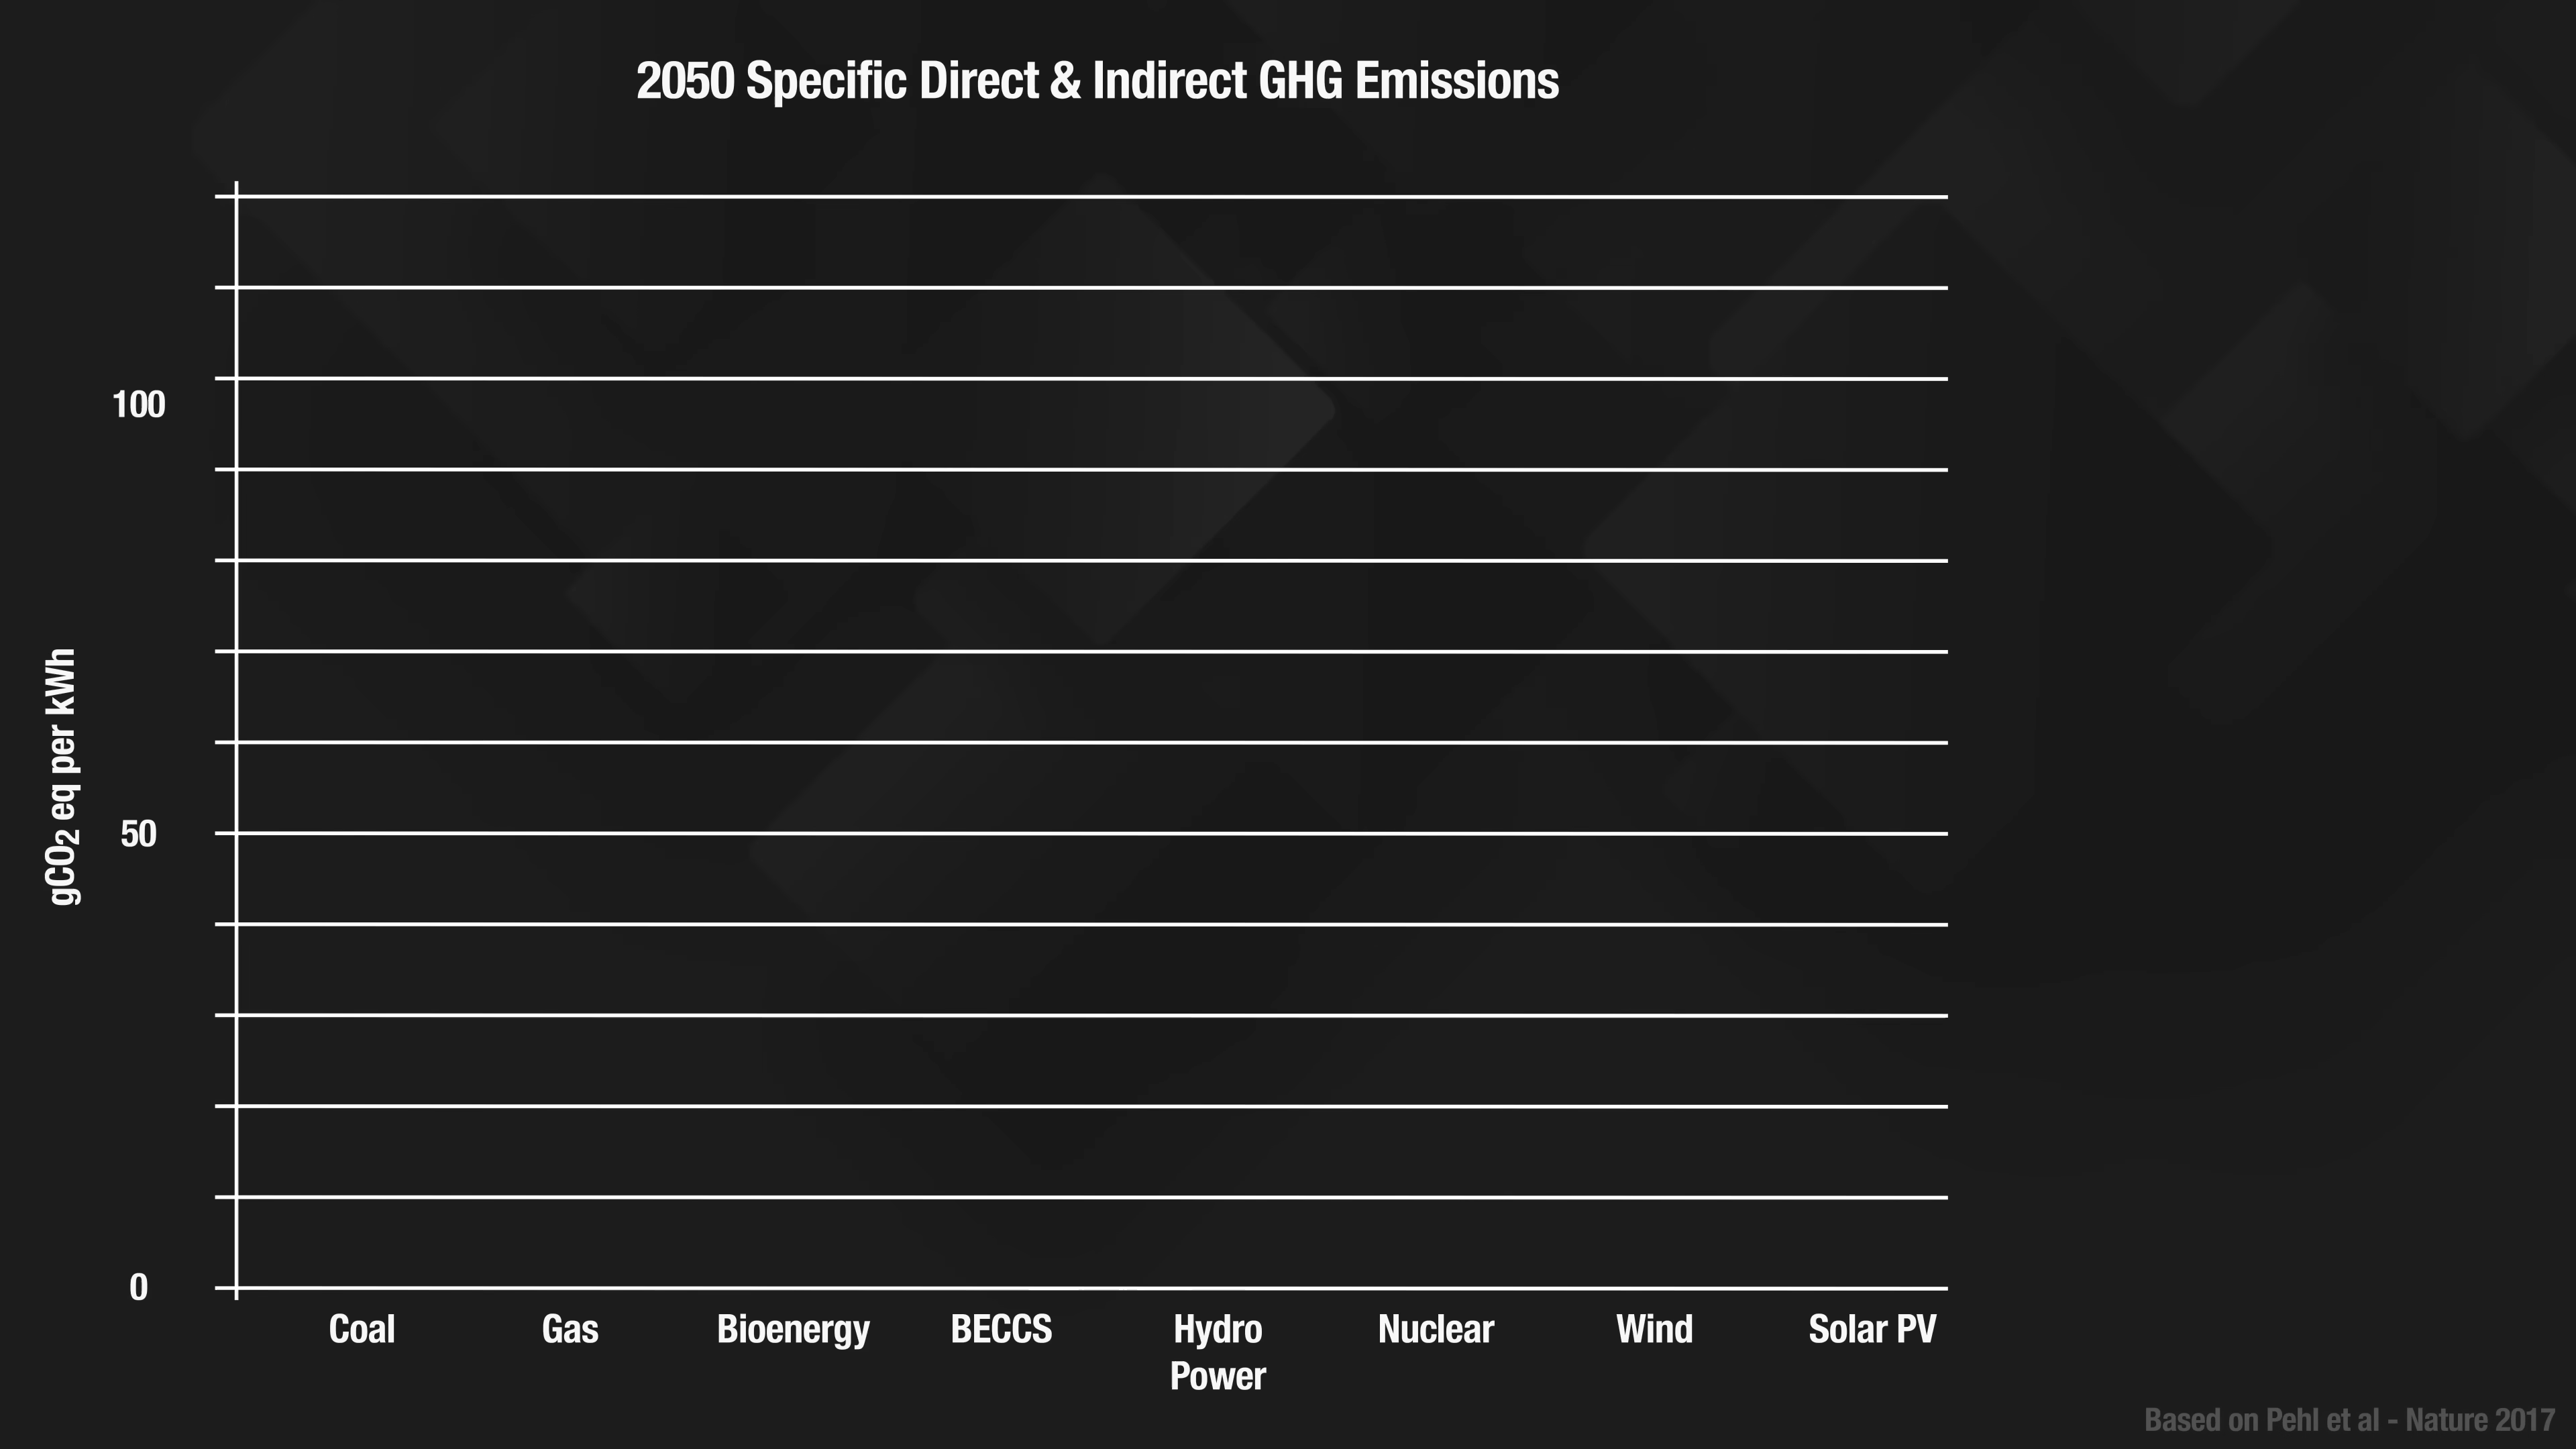 2050 Specific Direct & Indirect GHG Emissions
100
50
0
gCO₂ eq per kWh
Coal
Gas
Bioenergy
BECCS
Hydro
Power
Nuclear
Wind
Solar PV
Based on Pehl et al - Nature 2017